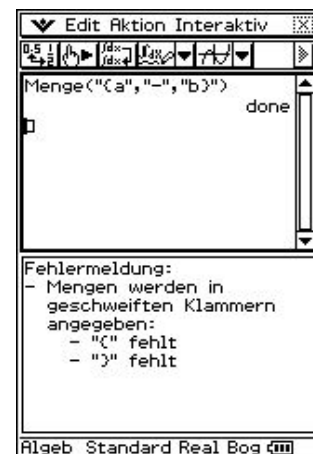 Edit Aktion Interaktiv
Menge("{a","-","b}")
done
Fehlermeldung:
- Mengen werden in
geschweiften Klammern
angegeben:
- "{" fehlt
- "}" fehlt
Algeb Standard Real Bog